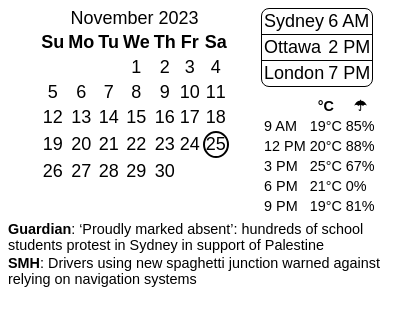 November 2023
Su Mo Tu We Th Fr Sa
1 2 3 4
5 6 7 8 9 10 11
12 13 14 15 16 17 18
19 20 21 22 23 24 25
26 27 28 29 30
Sydney 6 AM
Ottawa 2 PM
London 7 PM
°C ☂
9 AM 19°C 85%
12 PM 20°C 88%
3 PM 25°C 67%
6 PM 21°C 0%
9 PM 19°C 81%
Guardian: ‘Proudly marked absent’: hundreds of school
students protest in Sydney in support of Palestine
SMH: Drivers using new spaghetti junction warned against
relying on navigation systems